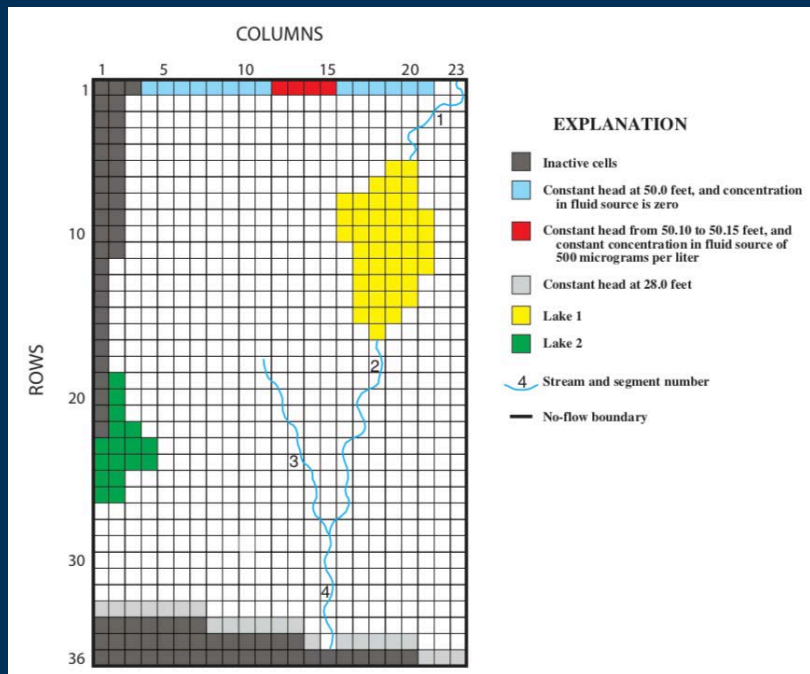 COLUMNS
1 5 10 15 20 23
1
10
20
30
36
ROWS
1
2
3
4
EXPLANATION
Inactive cells
Constant head at 50.0 feet, and concentration
in fluid source is zero
Constant head from 50.10 to 50.15 feet, and
constant concentration in fluid source of
500 micrograms per liter
Constant head at 28.0 feet
Lake 1
Lake 2
4 Stream and segment number
No-flow boundary